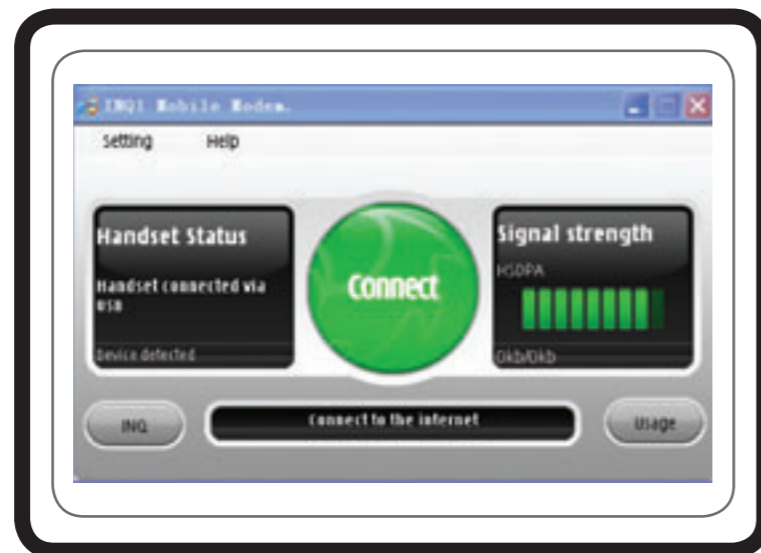 INQ1 Mobile Modem.
Setting Help
Handset Status
Handset connected via
USB
Device detected
Connect
Signal strength
HSDPA
0kb/0kb
INQ
Connect to the internet
Usage